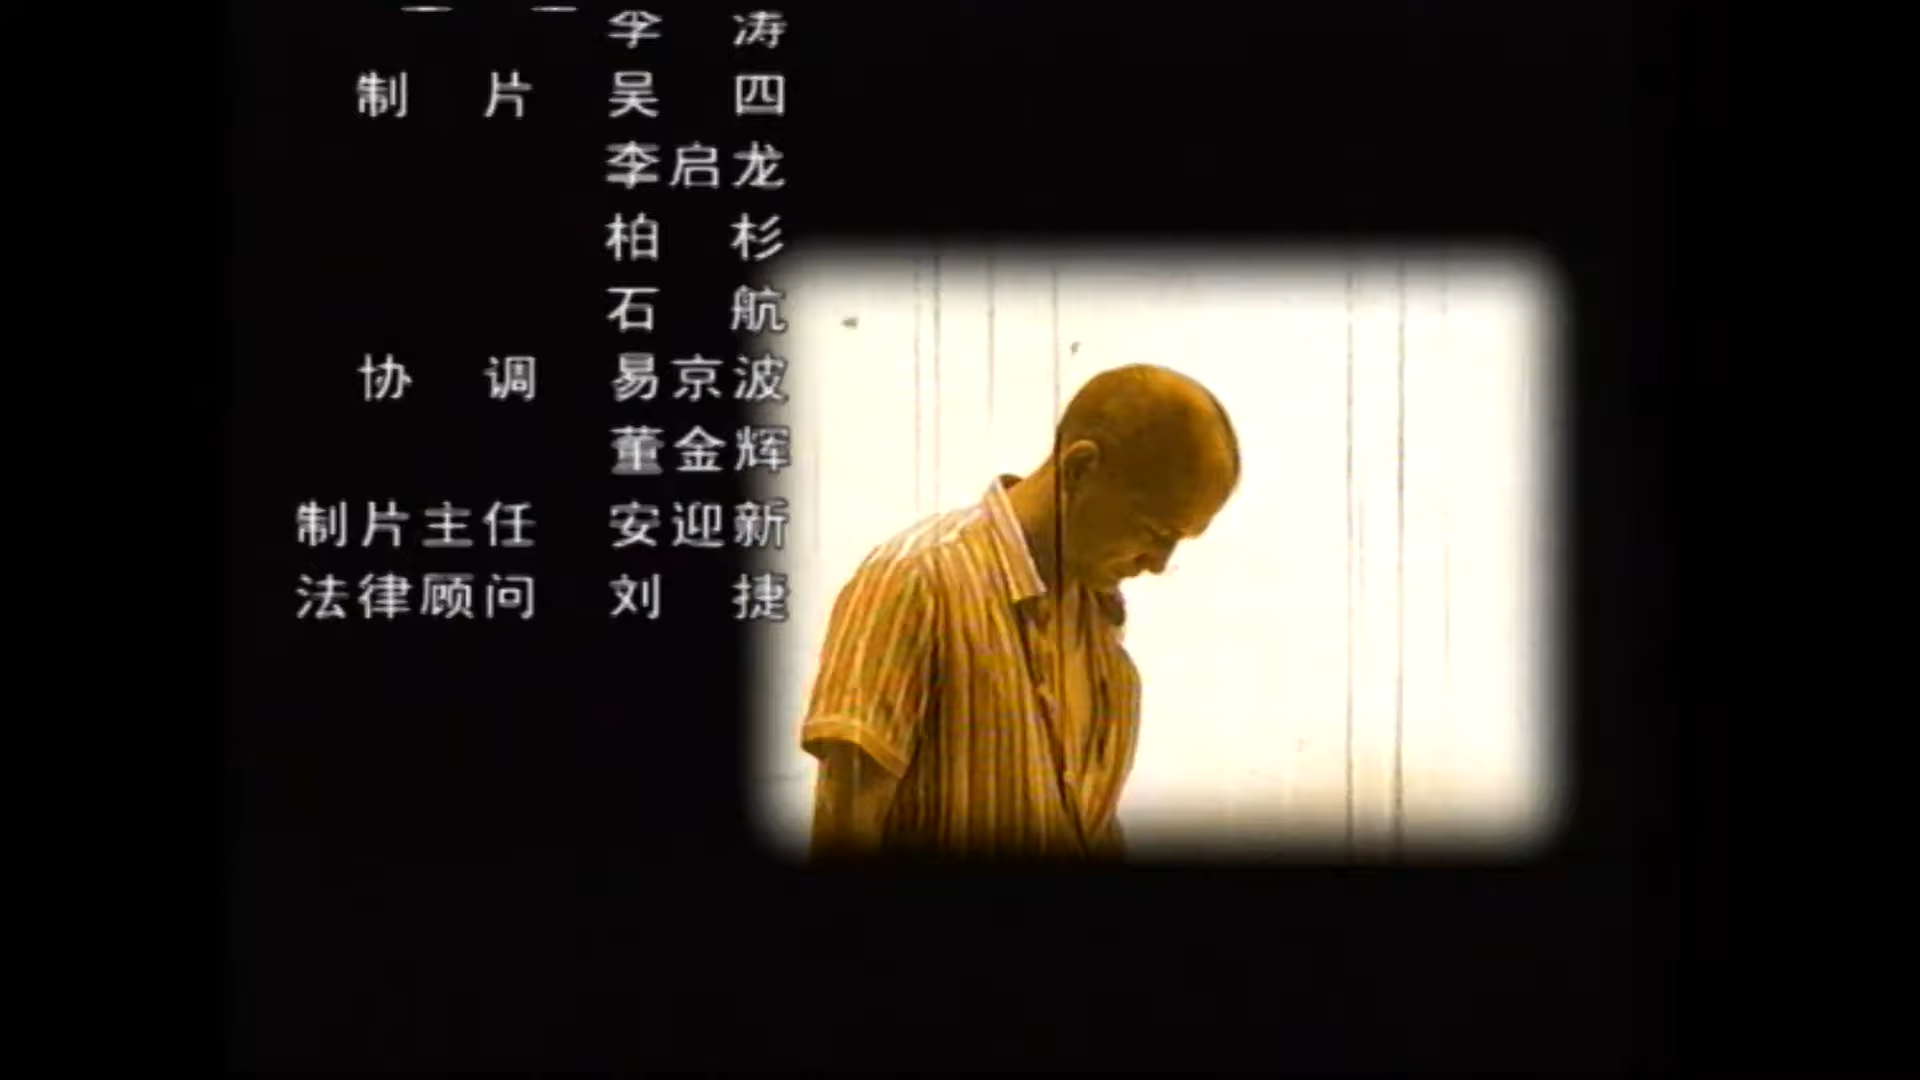 李 涛
制 片 吴 四
李启龙
柏 杉
石 航
协 调 易京波
董金辉
制片主任 安迎新
法律顾问 刘 捷